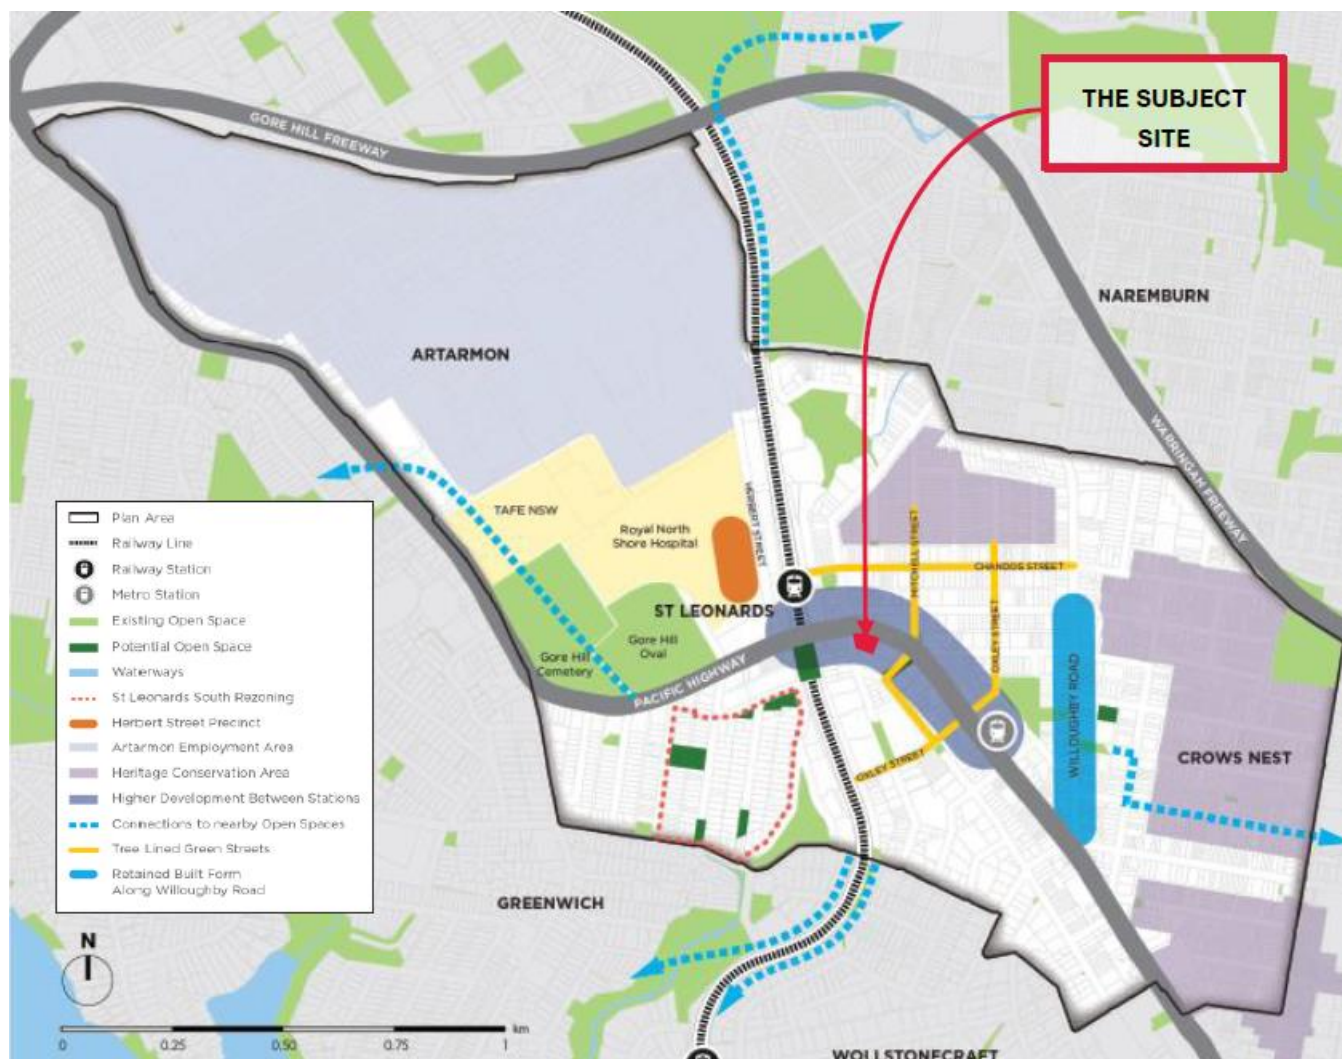 THE SUBJECT
SITE
GORE HILL FREEWAY
NAREMBURN
ARTARMON
WARRINGAH FREEWAY
TAFE NSW
Royal North
Shore Hospital
HERBERT STREET
MITCHELL STREET
CHANDOS STREET
ST LEONARDS
OXLEY STREET
Gore Hill
Oval
Gore Hill
Cemetery
PACIFIC HIGHWAY
WILLOUGHBY ROAD
OXLEY STREET
CROWS NEST
GREENWICH
WOLLSTONECRAFT
Plan Area
Railway Line
Railway Station
Metro Station
Existing Open Space
Potential Open Space
Waterways
St Leonards South Rezoning
Herbert Street Precinct
Artarmon Employment Area
Heritage Conservation Area
Higher Development Between Stations
Connections to nearby Open Spaces
Tree Lined Green Streets
Retained Built Form
Along Willoughby Road
N
km
0 0.25 0.50 0.75 1